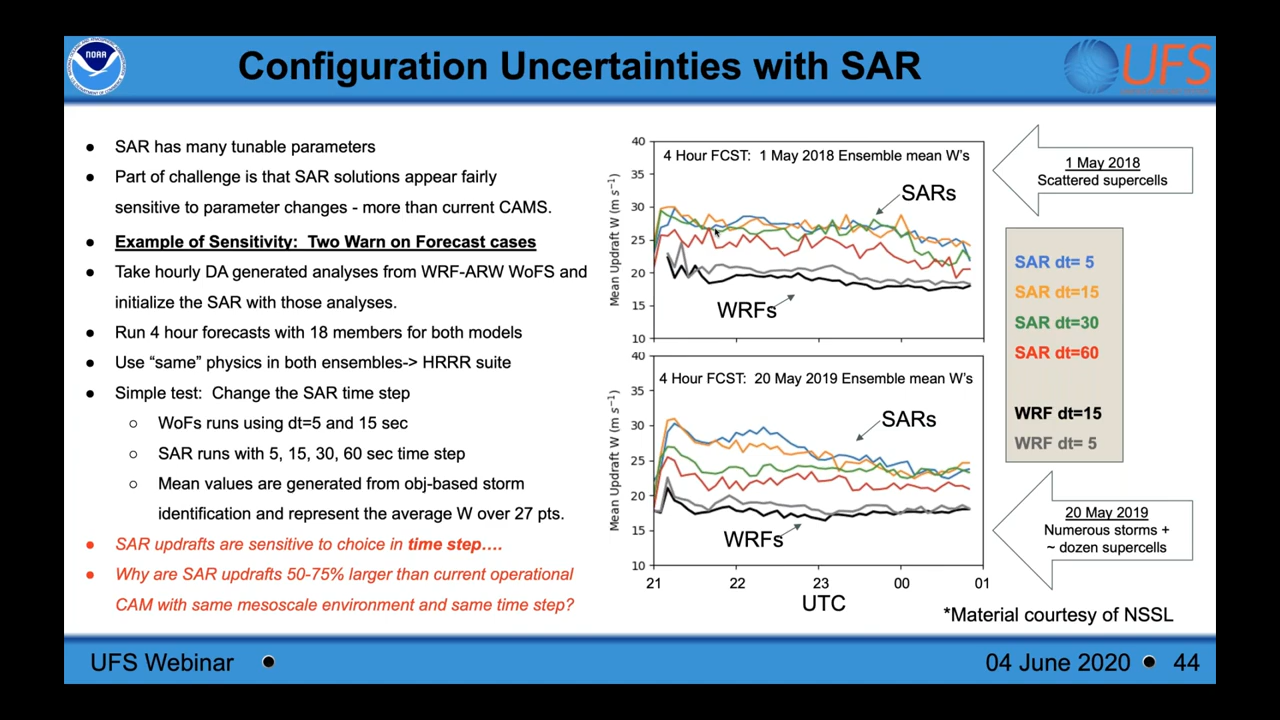 NOAA
Configuration Uncertainties with SAR
UFS
● SAR has many tunable parameters
● Part of challenge is that SAR solutions appear fairly
sensitive to parameter changes - more than current CAMS.
● Example of Sensitivity: Two Warn on Forecast cases
● Take hourly DA generated analyses from WRF-ARW WoFS and
initialize the SAR with those analyses.
● Run 4 hour forecasts with 18 members for both models
● Use “same” physics in both ensembles-> HRRR suite
● Simple test: Change the SAR time step
○ WoFs runs using dt=5 and 15 sec
○ SAR runs with 5, 15, 30, 60 sec time step
○ Mean values are generated from obj-based storm
identification and represent the average W over 27 pts.
● SAR updrafts are sensitive to choice in time step....
● Why are SAR updrafts 50-75% larger than current operational
CAM with same mesoscale environment and same time step?
4 Hour FCST: 1 May 2018 Ensemble mean W's
Mean Updraft W (m s⁻¹)
40
35
30
25
20
15
10
SARs
WRFs
4 Hour FCST: 20 May 2019 Ensemble mean W's
Mean Updraft W (m s⁻¹)
40
35
30
25
20
15
10
SARs
WRFs
21 22 23 00 01
UTC
1 May 2018
Scattered supercells
SAR dt= 5
SAR dt=15
SAR dt=30
SAR dt=60
WRF dt=15
WRF dt= 5
20 May 2019
Numerous storms +
~ dozen supercells
*Material courtesy of NSSL
UFS Webinar ●
04 June 2020 ● 44